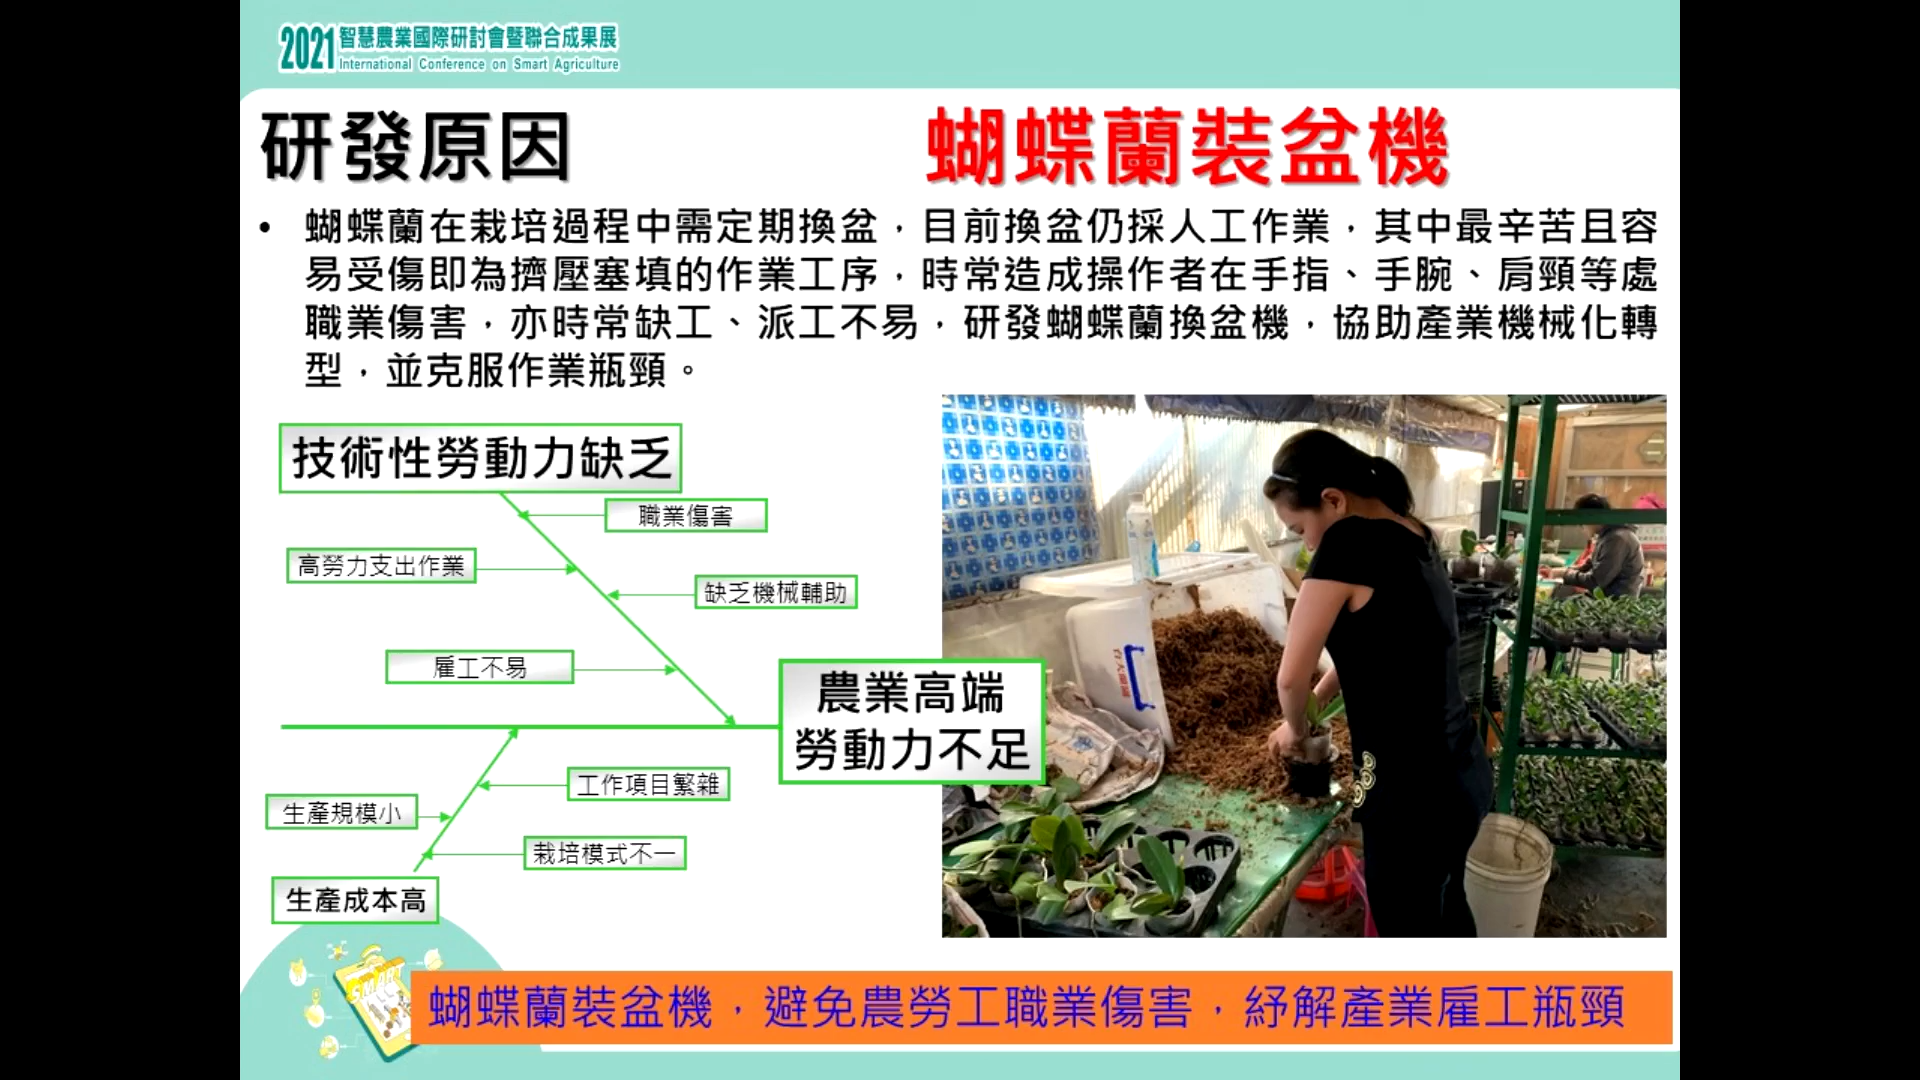 2021 智慧農業國際研討會暨聯合成果展
International Conference on Smart Agriculture
研發原因
蝴蝶蘭裝盆機
• 蝴蝶蘭在栽培過程中需定期換盆，目前換盆仍採人工作業，其中最辛苦且容
易受傷即為擠壓塞填的作業工序，時常造成操作者在手指、手腕、肩頸等處
職業傷害，亦時常缺工、派工不易，研發蝴蝶蘭換盆機，協助產業機械化轉
型，並克服作業瓶頸。
技術性勞動力缺乏
職業傷害
高勞力支出作業
缺乏機械輔助
雇工不易
農業高端
勞動力不足
工作項目繁雜
生產規模小
栽培模式不一
生產成本高
SMART
蝴蝶蘭裝盆機，避免農勞工職業傷害，紓解產業雇工瓶頸